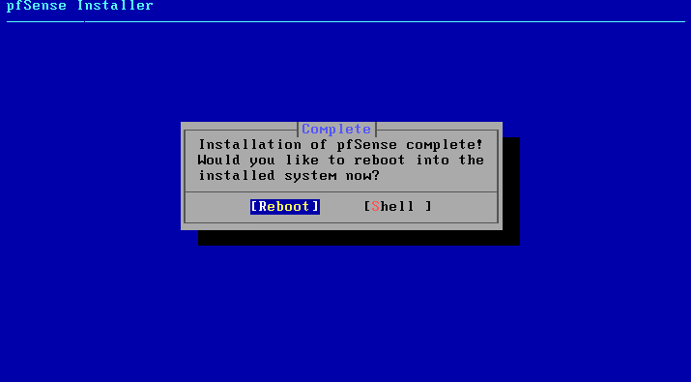 pfSense Installer
Complete
Installation of pfSense complete!
Would you like to reboot into the
installed system now?
[Reboot] [ Shell ]